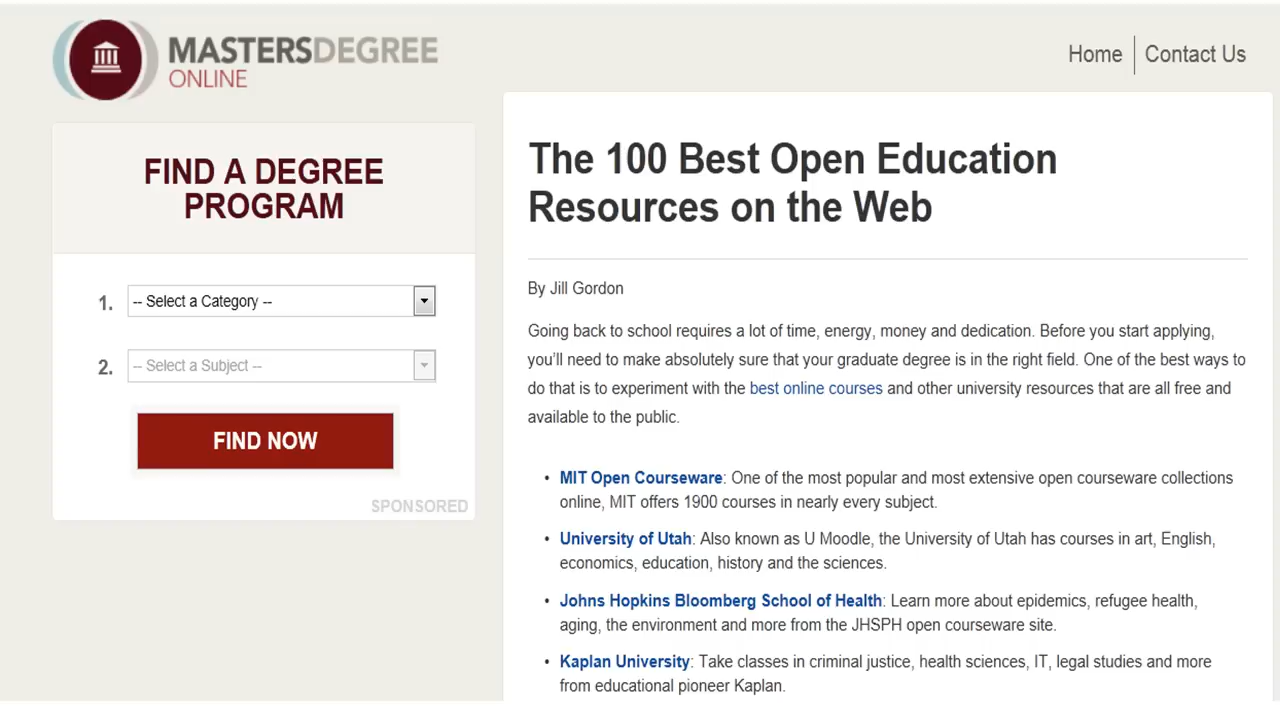 MASTERSDEGREE
ONLINE
Home
Contact Us
FIND A DEGREE
PROGRAM
1.
-- Select a Category --
2.
-- Select a Subject --
FIND NOW
SPONSORED
The 100 Best Open Education
Resources on the Web
By Jill Gordon
Going back to school requires a lot of time, energy, money and dedication. Before you start applying,
you’ll need to make absolutely sure that your graduate degree is in the right field. One of the best ways to
do that is to experiment with the best online courses and other university resources that are all free and
available to the public.
• MIT Open Courseware: One of the most popular and most extensive open courseware collections
online, MIT offers 1900 courses in nearly every subject.
• University of Utah: Also known as U Moodle, the University of Utah has courses in art, English,
economics, education, history and the sciences.
• Johns Hopkins Bloomberg School of Health: Learn more about epidemics, refugee health,
aging, the environment and more from the JHSPH open courseware site.
• Kaplan University: Take classes in criminal justice, health sciences, IT, legal studies and more
from educational pioneer Kaplan.